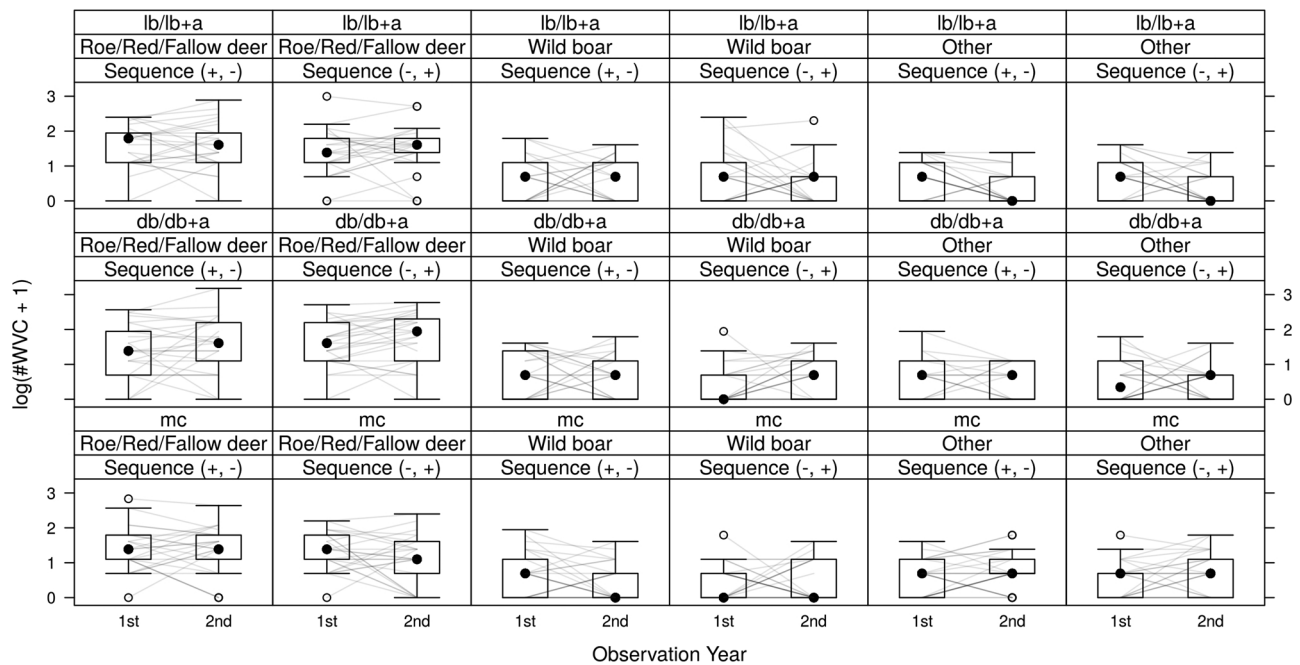 lb/lb+a lb/lb+a lb/lb+a lb/lb+a lb/lb+a lb/lb+a
Roe/Red/Fallow deer Roe/Red/Fallow deer Wild boar Wild boar Other Other
Sequence (+, -) Sequence (-, +) Sequence (+, -) Sequence (-, +) Sequence (+, -) Sequence (-, +)
3
2
1
0
db/db+a db/db+a db/db+a db/db+a db/db+a db/db+a
Roe/Red/Fallow deer Roe/Red/Fallow deer Wild boar Wild boar Other Other
Sequence (+, -) Sequence (-, +) Sequence (+, -) Sequence (-, +) Sequence (+, -) Sequence (-, +)
log(#WVC + 1)
3
2
1
0
mc mc mc mc mc mc
Roe/Red/Fallow deer Roe/Red/Fallow deer Wild boar Wild boar Other Other
Sequence (+, -) Sequence (-, +) Sequence (+, -) Sequence (-, +) Sequence (+, -) Sequence (-, +)
3
2
1
0
1st 2nd 1st 2nd 1st 2nd 1st 2nd 1st 2nd 1st 2nd
Observation Year